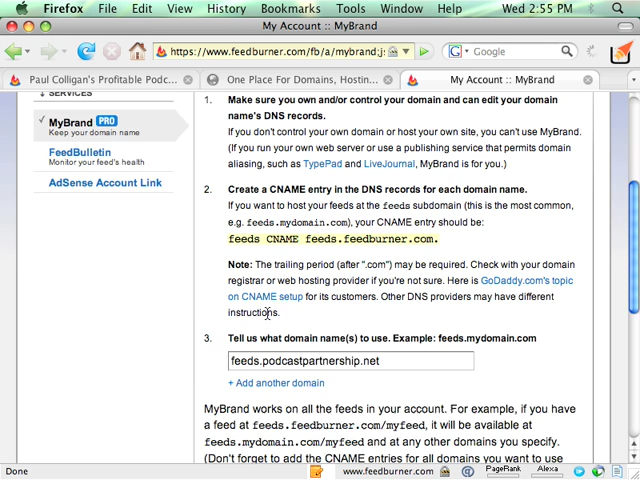 Firefox File Edit View History Bookmarks Wed 2:55 PM
My Account :: MyBrand
https://www.feedburner.com/fb/a/mybrand;j
Google
Paul Colligan's Profitable Podc...
One Place For Domains, Hostin...
My Account :: MyBrand
SERVICES
MyBrand PRO
Keep your domain name
FeedBulletin
Monitor your feed's health
AdSense Account Link
1. Make sure you own and/or control your domain and can edit your domain
name's DNS records.
If you don't control your own domain or host your own site, you can't use MyBrand.
(If you run your own web server or use a publishing service that permits domain
aliasing, such as TypePad and LiveJournal, MyBrand is for you.)
2. Create a CNAME entry in the DNS records for each domain name.
If you want to host your feeds at the feeds subdomain (this is the most common,
e.g. feeds.mydomain.com), your CNAME entry should be:
feeds CNAME feeds.feedburner.com.
Note: The trailing period (after ".com") may be required. Check with your domain
registrar or web hosting provider if you're not sure. Here is GoDaddy.com's topic
on CNAME setup for its customers. Other DNS providers may have different
instructions.
3. Tell us what domain name(s) to use. Example: feeds.mydomain.com
feeds.podcastpartnership.net
+ Add another domain
MyBrand works on all the feeds in your account. For example, if you have
a feed at feeds.feedburner.com/myfeed, it will be available at
feeds.mydomain.com/myfeed and at any other domains you specify.
(Don't forget to add the CNAME entries for all domains you want to use
Done www.feedburner.com PageRank Alexa